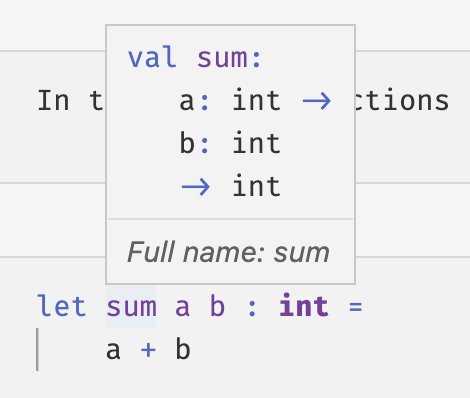 val sum:
a: int →
b: int
→ int
In t ctions
Full name: sum
let sum a b : int =
a + b